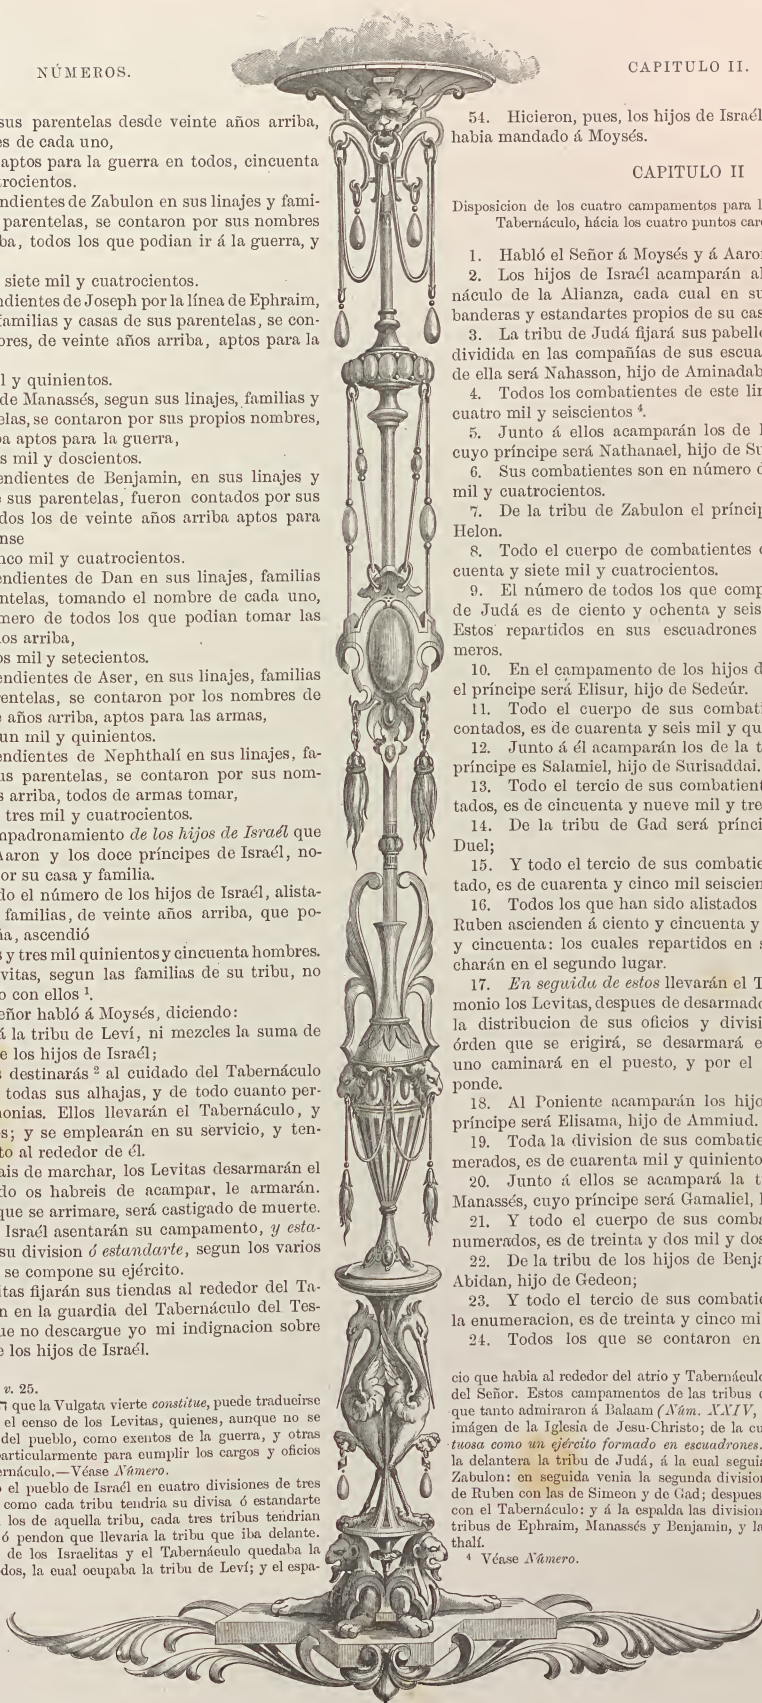 NÚMEROS.
sus parentelas desde veinte años arriba,
es de cada uno,
aptos para la guerra en todos, cincuenta
trocientos.
ndientes de Zabulon en sus linajes y fami-
parentelas, se contaron por sus nombres
ba, todos los que podian ir á la guerra, y
siete mil y cuatrocientos.
ndientes de Joseph por la línea de Ephraim,
familias y casas de sus parentelas, se con-
bres, de veinte años arriba, aptos para la
l y quinientos.
de Manassés, segun sus linajes, familias y
elas, se contaron por sus propios nombres,
ba aptos para la guerra,
s mil y doscientos.
endientes de Benjamin, en sus linajes y
e sus parentelas, fueron contados por sus
dos los de veinte años arriba aptos para
nse
nco mil y cuatrocientos.
endientes de Dan en sus linajes, familias
ntelas, tomando el nombre de cada uno,
mero de todos los que podian tomar las
ños arriba,
os mil y setecientos.
endientes de Aser, en sus linajes, familias
rentelas, se contaron por los nombres de
e años arriba, aptos para las armas,
un mil y quinientos.
endientes de Nephthalí en sus linajes, fa-
us parentelas, se contaron por sus nom-
s arriba, todos de armas tomar,
tres mil y cuatrocientos.
mpadronamiento de los hijos de Israél que
Aaron y los doce príncipes de Israél, no-
or su casa y familia.
do el número de los hijos de Israél, alista-
familias, de veinte años arriba, que po-
ña, ascendió
s y tres mil quinientos y cincuenta hombres.
evitas, segun las familias de su tribu, no
o con ellos ¹.
eñor habló á Moysés, diciendo:
á la tribu de Leví, ni mezcles la suma de
e los hijos de Israél;
s destinarás ² al cuidado del Tabernáculo
todas sus alhajas, y de todo cuanto per-
monias. Ellos llevarán el Tabernáculo, y
s; y se emplearán en su servicio, y ten-
to al rededor de él.
ais de marchar, los Levitas desarmarán el
do os habreis de acampar, le armarán.
que se arrimare, será castigado de muerte.
Israél asentarán su campamento, y esta-
su division ó estandarte, segun los varios
se compone su ejército.
itas fijarán sus tiendas al rededor del Ta-
n en la guardia del Tabernáculo del Tes-
ue no descargue yo mi indignacion sobre
e los hijos de Israél.
v. 25.
que la Vulgata vierte constitue, puede traducirse
el censo de los Levitas, quienes, aunque no se
del pueblo, como exentos de la guerra, y otras
articularmente para cumplir los cargos y oficios
ernáculo.—Véase Número.
o el pueblo de Israél en cuatro divisiones de tres
como cada tribu tendria su divisa ó estandarte
los de aquella tribu, cada tres tribus tendrian
ó pendon que llevaria la tribu que iba delante.
de los Israelitas y el Tabernáculo quedaba la
dos, la cual ocupaba la tribu de Leví; y el espa-
CAPITULO II.
54. Hicieron, pues, los hijos de Israél
habia mandado á Moysés.
CAPITULO II
Disposicion de los cuatro campamentos para l
Tabernáculo, hácia los cuatro puntos car
1. Habló el Señor á Moysés y á Aaro
2. Los hijos de Israél acamparán al
náculo de la Alianza, cada cual en su
banderas y estandartes propios de su cas
3. La tribu de Judá fijará sus pabello
dividida en las compañías de sus escua
de ella será Nahasson, hijo de Aminadab
4. Todos los combatientes de este lin
cuatro mil y seiscientos ⁴.
5. Junto á ellos acamparán los de I
cuyo príncipe será Nathanael, hijo de Su
6. Sus combatientes son en número d
mil y cuatrocientos.
7. De la tribu de Zabulon el príncip
Helon.
8. Todo el cuerpo de combatientes d
cuenta y siete mil y cuatrocientos.
9. El número de todos los que comp
de Judá es de ciento y ochenta y seis
Estos repartidos en sus escuadrones
meros.
10. En el campamento de los hijos d
el príncipe será Elisur, hijo de Sedeúr.
11. Todo el cuerpo de sus combati
contados, es de cuarenta y seis mil y qu
12. Junto á él acamparán los de la t
príncipe es Salamiel, hijo de Surisaddai.
13. Todo el tercio de sus combatient
tados, es de cincuenta y nueve mil y tre
14. De la tribu de Gad será prínci
Duel;
15. Y todo el tercio de sus combatie
tado, es de cuarenta y cinco mil seiscien
16. Todos los que han sido alistados
Ruben ascienden á ciento y cincuenta y
y cincuenta: los cuales repartidos en s
charán en el segundo lugar.
17. En seguida de estos llevarán el T
monio los Levitas, despues de desarmado
la distribucion de sus oficios y divisi
órden que se erigirá, se desarmará e
uno caminará en el puesto, y por el
ponde.
18. Al Poniente acamparán los hijo
príncipe será Elisama, hijo de Ammiud.
19. Toda la division de sus combatie
merados, es de cuarenta mil y quiniento
20. Junto á ellos se acampará la t
Manassés, cuyo príncipe será Gamaliel, l
21. Y todo el cuerpo de sus comba
numerados, es de treinta y dos mil y dos
22. De la tribu de los hijos de Benja
Abidan, hijo de Gedeon;
23. Y todo el tercio de sus combatie
la enumeracion, es de treinta y cinco mi
24. Todos los que se contaron en
cio que habia al rededor del atrio y Tabernáculo
del Señor. Estos campamentos de las tribus d
que tanto admiraron á Balaam (Núm. XXIV,
imágen de la Iglesia de Jesu-Christo; de la cu
tuosa como un ejército formado en escuadrones.
la delantera la tribu de Judá, á la cual seguia
Zabulon: en seguida venia la segunda division
de Ruben con las de Simeon y de Gad; despues
con el Tabernáculo: y á la espalda las division
tribus de Ephraim, Manassés y Benjamin, y la
thalí.
⁴ Véase Número.